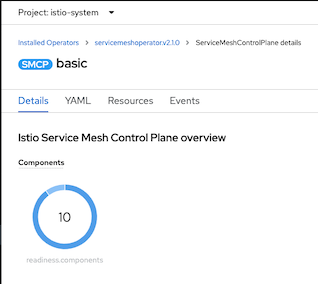 Project: istio-system
Installed Operators > servicemeshoperator.v2.1.0 > ServiceMeshControlPlane details
SMCP basic
Details YAML Resources Events
Istio Service Mesh Control Plane overview
Components
10
readiness.components